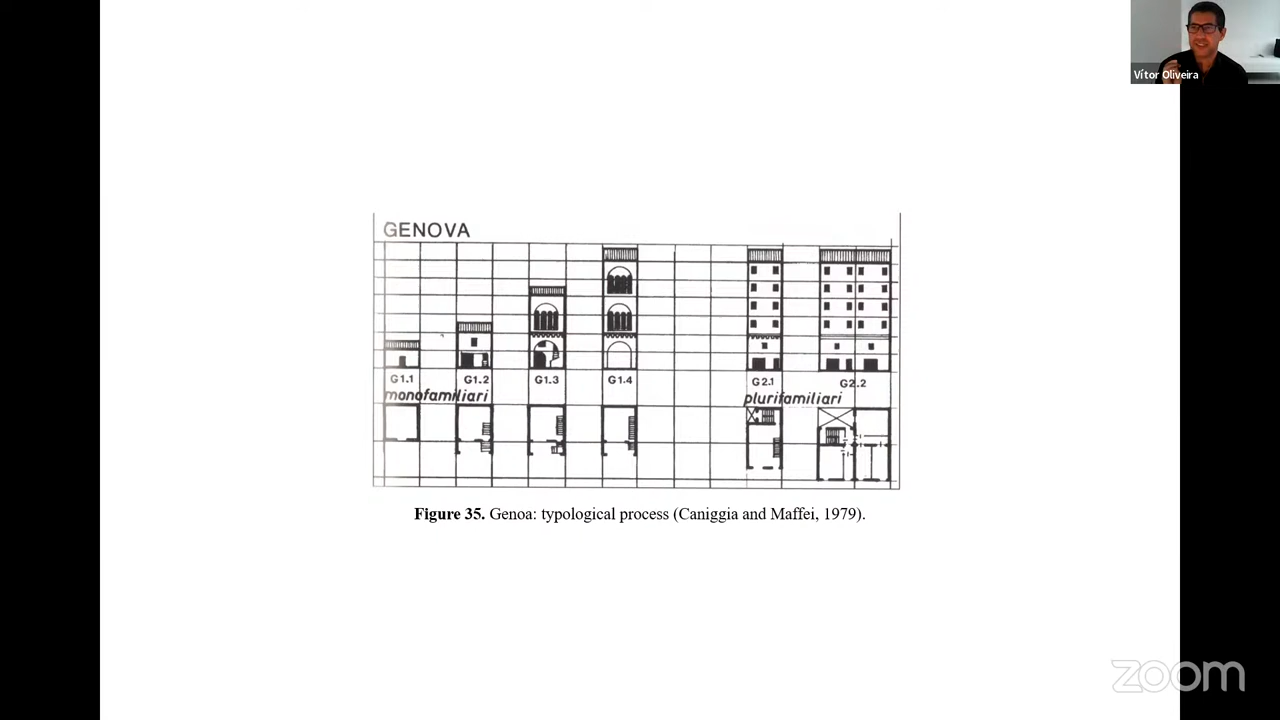 Vítor Oliveira
GENOVA
G1.1 G1.2 G1.3 G1.4 G2.1 G2.2
monofamiliari plurifamiliari
Figure 35. Genoa: typological process (Caniggia and Maffei, 1979).
zoom